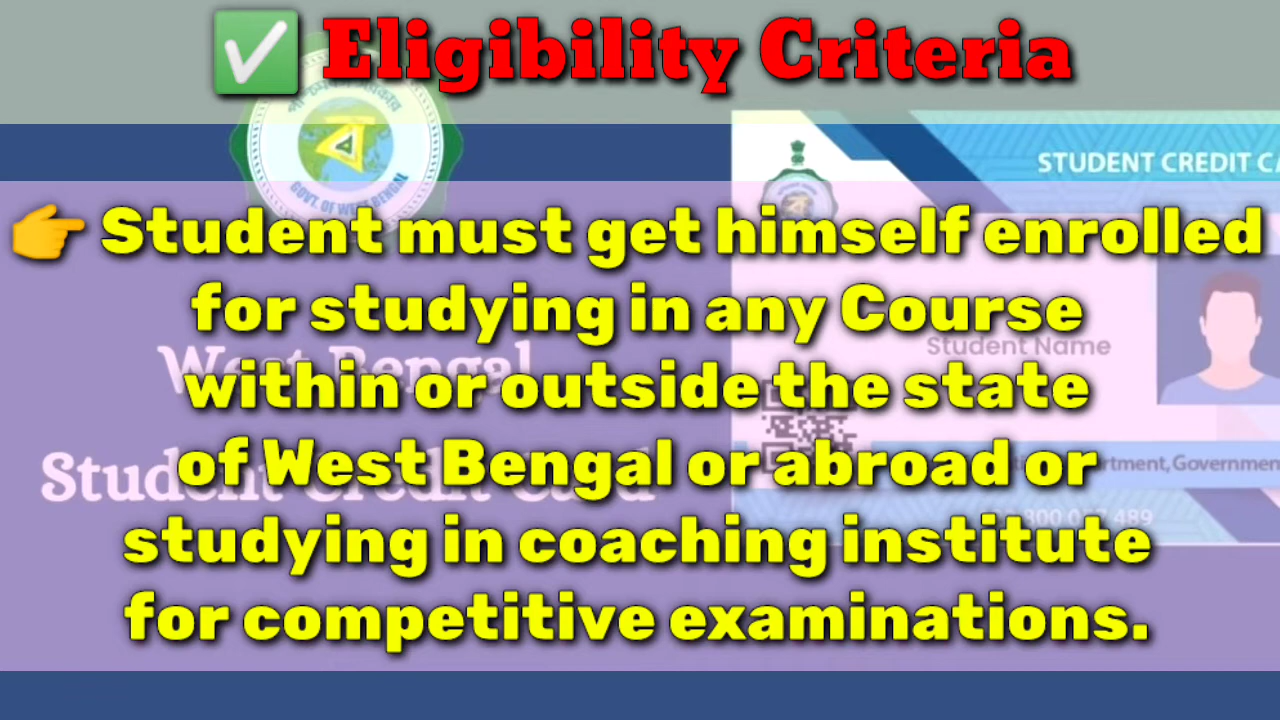 ✅ Eligibility Criteria
GOVT. OF WEST BENGAL
STUDENT CREDIT CA
👉 Student must get himself enrolled
for studying in any Course
Student Name
West Bengal
within or outside the state
of West Bengal or abroad or
Student Credit Card
rtment, Governmen
studying in coaching institute
for competitive examinations.